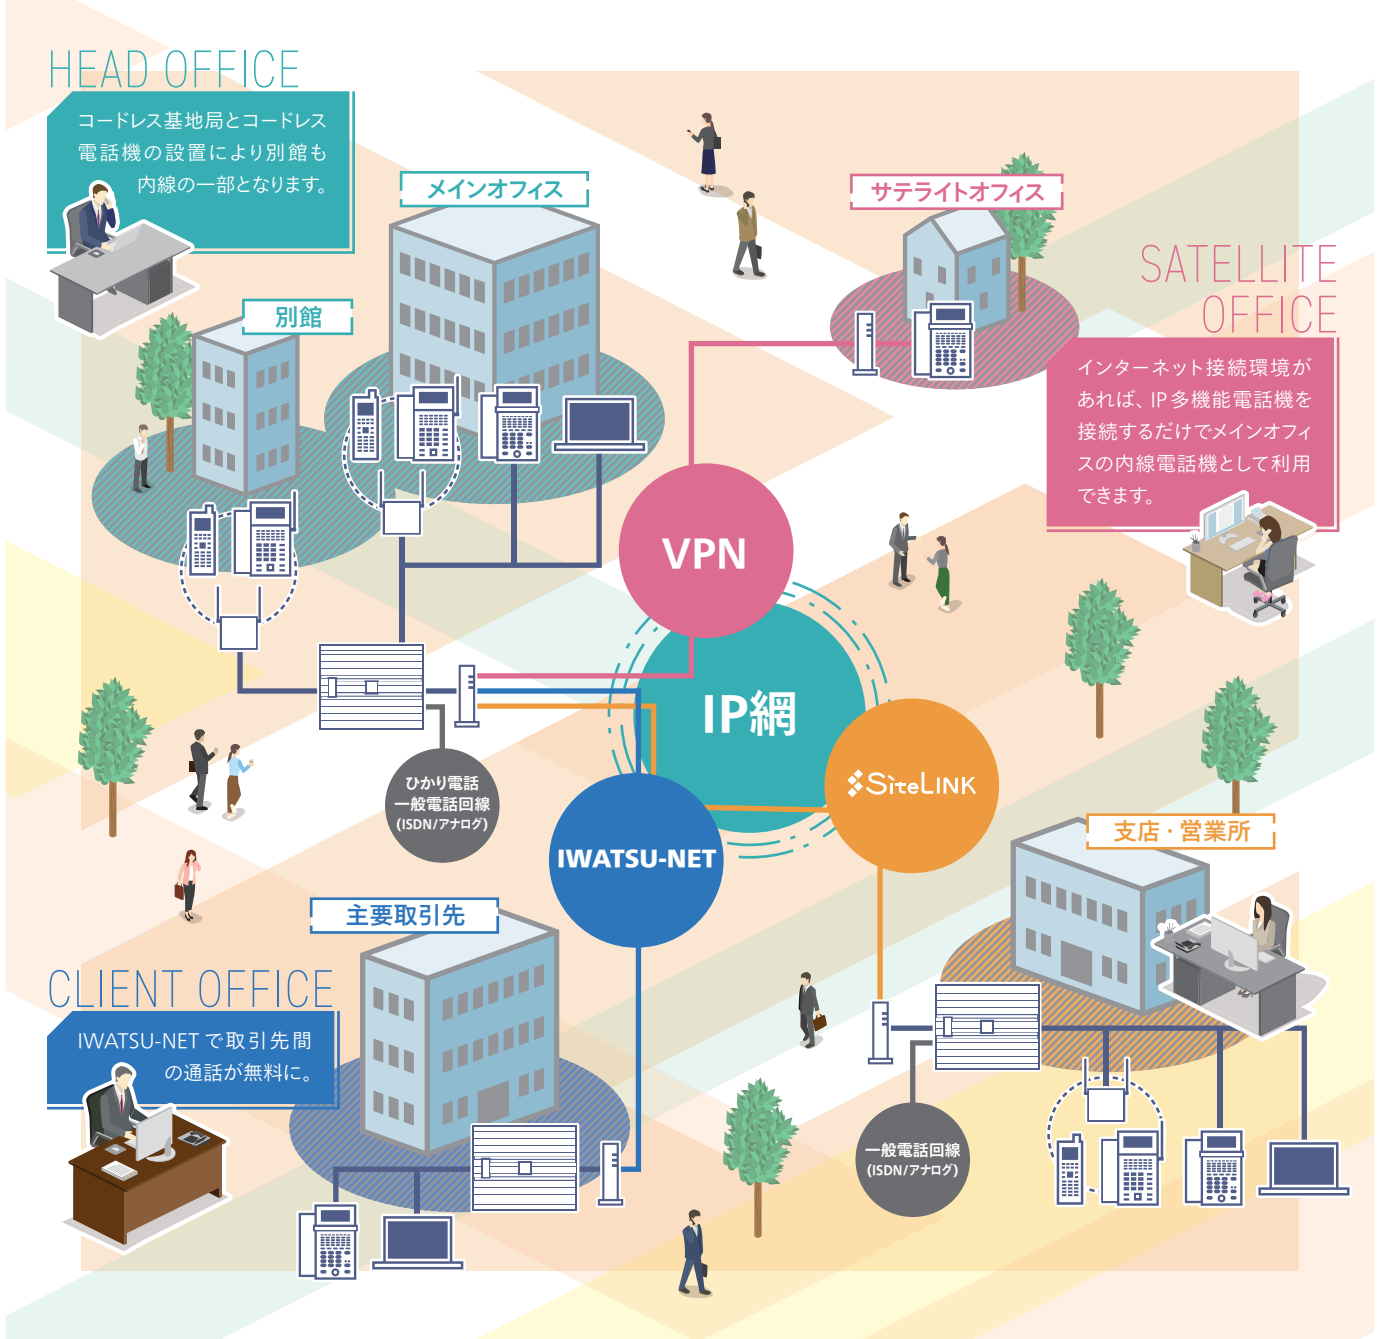 HEAD OFFICE
コードレス基地局とコードレス
電話機の設置により別館も
内線の一部となります。
メインオフィス
別館
サテライトオフィス
SATELLITE
OFFICE
インターネット接続環境が
あれば、IP多機能電話機を
接続するだけでメインオフィ
スの内線電話機として利用
できます。
VPN
IP網
SiteLINK
ひかり電話
一般電話回線
(ISDN/アナログ)
IWATSU-NET
支店・営業所
主要取引先
CLIENT OFFICE
IWATSU-NETで取引先間
の通話が無料に。
一般電話回線
(ISDN/アナログ)